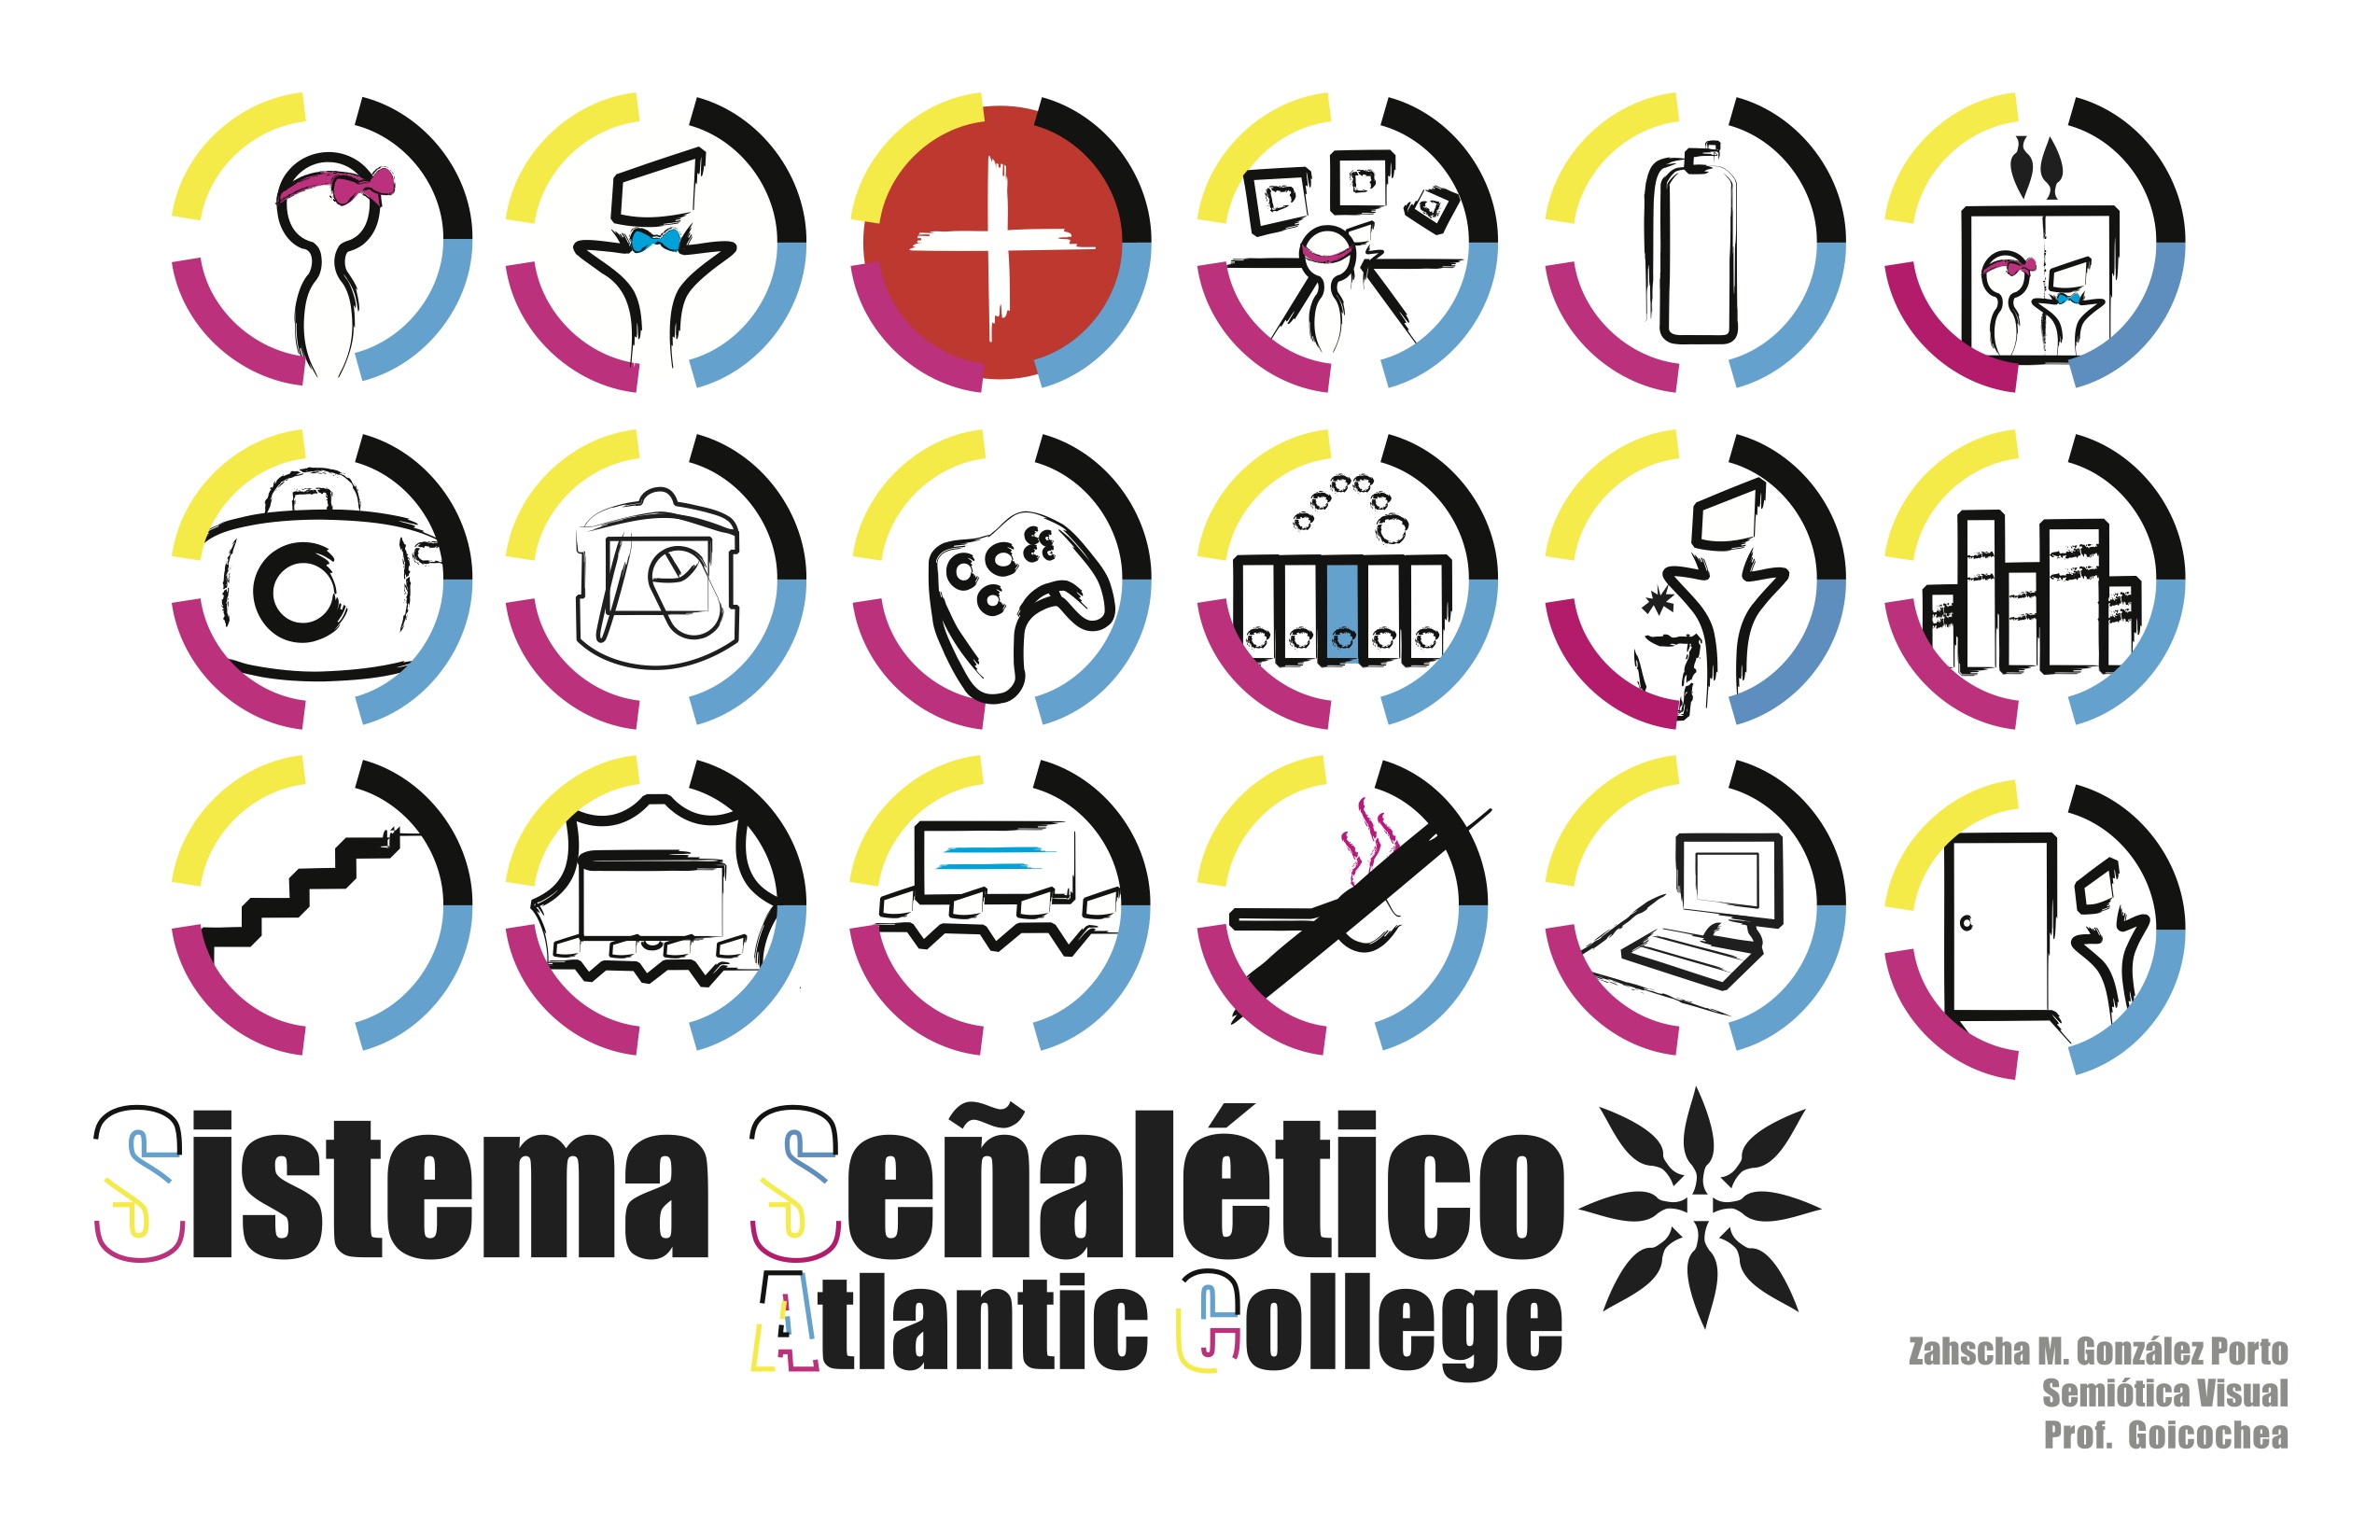 Sistema Señalético
Atlantic College
Zahscha M. González Porto
Semiótica Visual
Prof. Goicochea